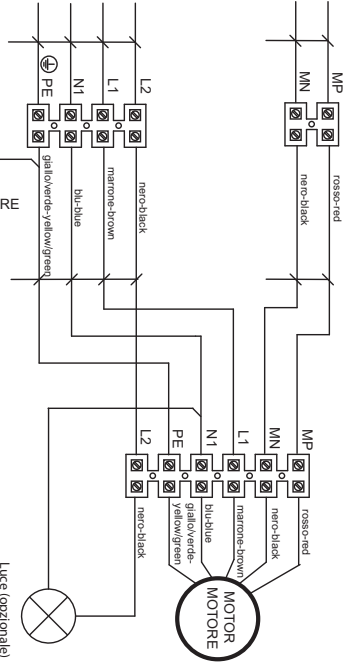 MP
MN
rosso-red
nero-black
L2
L1
N1
PE
nero-black
marrone-brown
blu-blue
giallo/verde-yellow/green
RE
MP
MN
L1
N1
PE
L2
rosso-red
nero-black
marrone-brown
blu-blue
giallo/verde-
yellow/green
nero-black
MOTOR
MOTORE
Luce (opzionale)